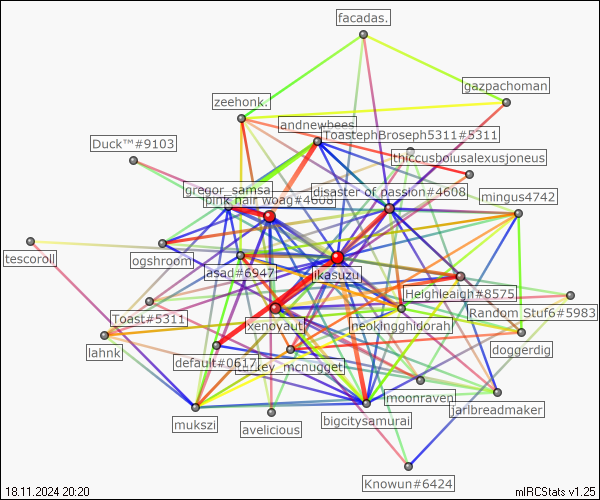 facadas.
gazpachoman
zeehonk.
andnewbees
ToastephBroseph5311#5311
Duck™#9103
thiccusboiusalexusjoneus
gregor_samsa
disaster of passion#4608
mingus4742
pink hair woag#4608
tescoroll
ogshroom
asad#6947
ikasuzu
Heighleaigh#8575
Toast#5311
Random Stuf6#5983
xenoyauti
neokingghidorah
lahnk
default#0617
key_mcnugget
doggerdig
moonraven
jarlbreadmaker
mukszi
avelicious
bigcitysamurai
Knowun#6424
18.11.2024 20:20
mIRCStats v1.25